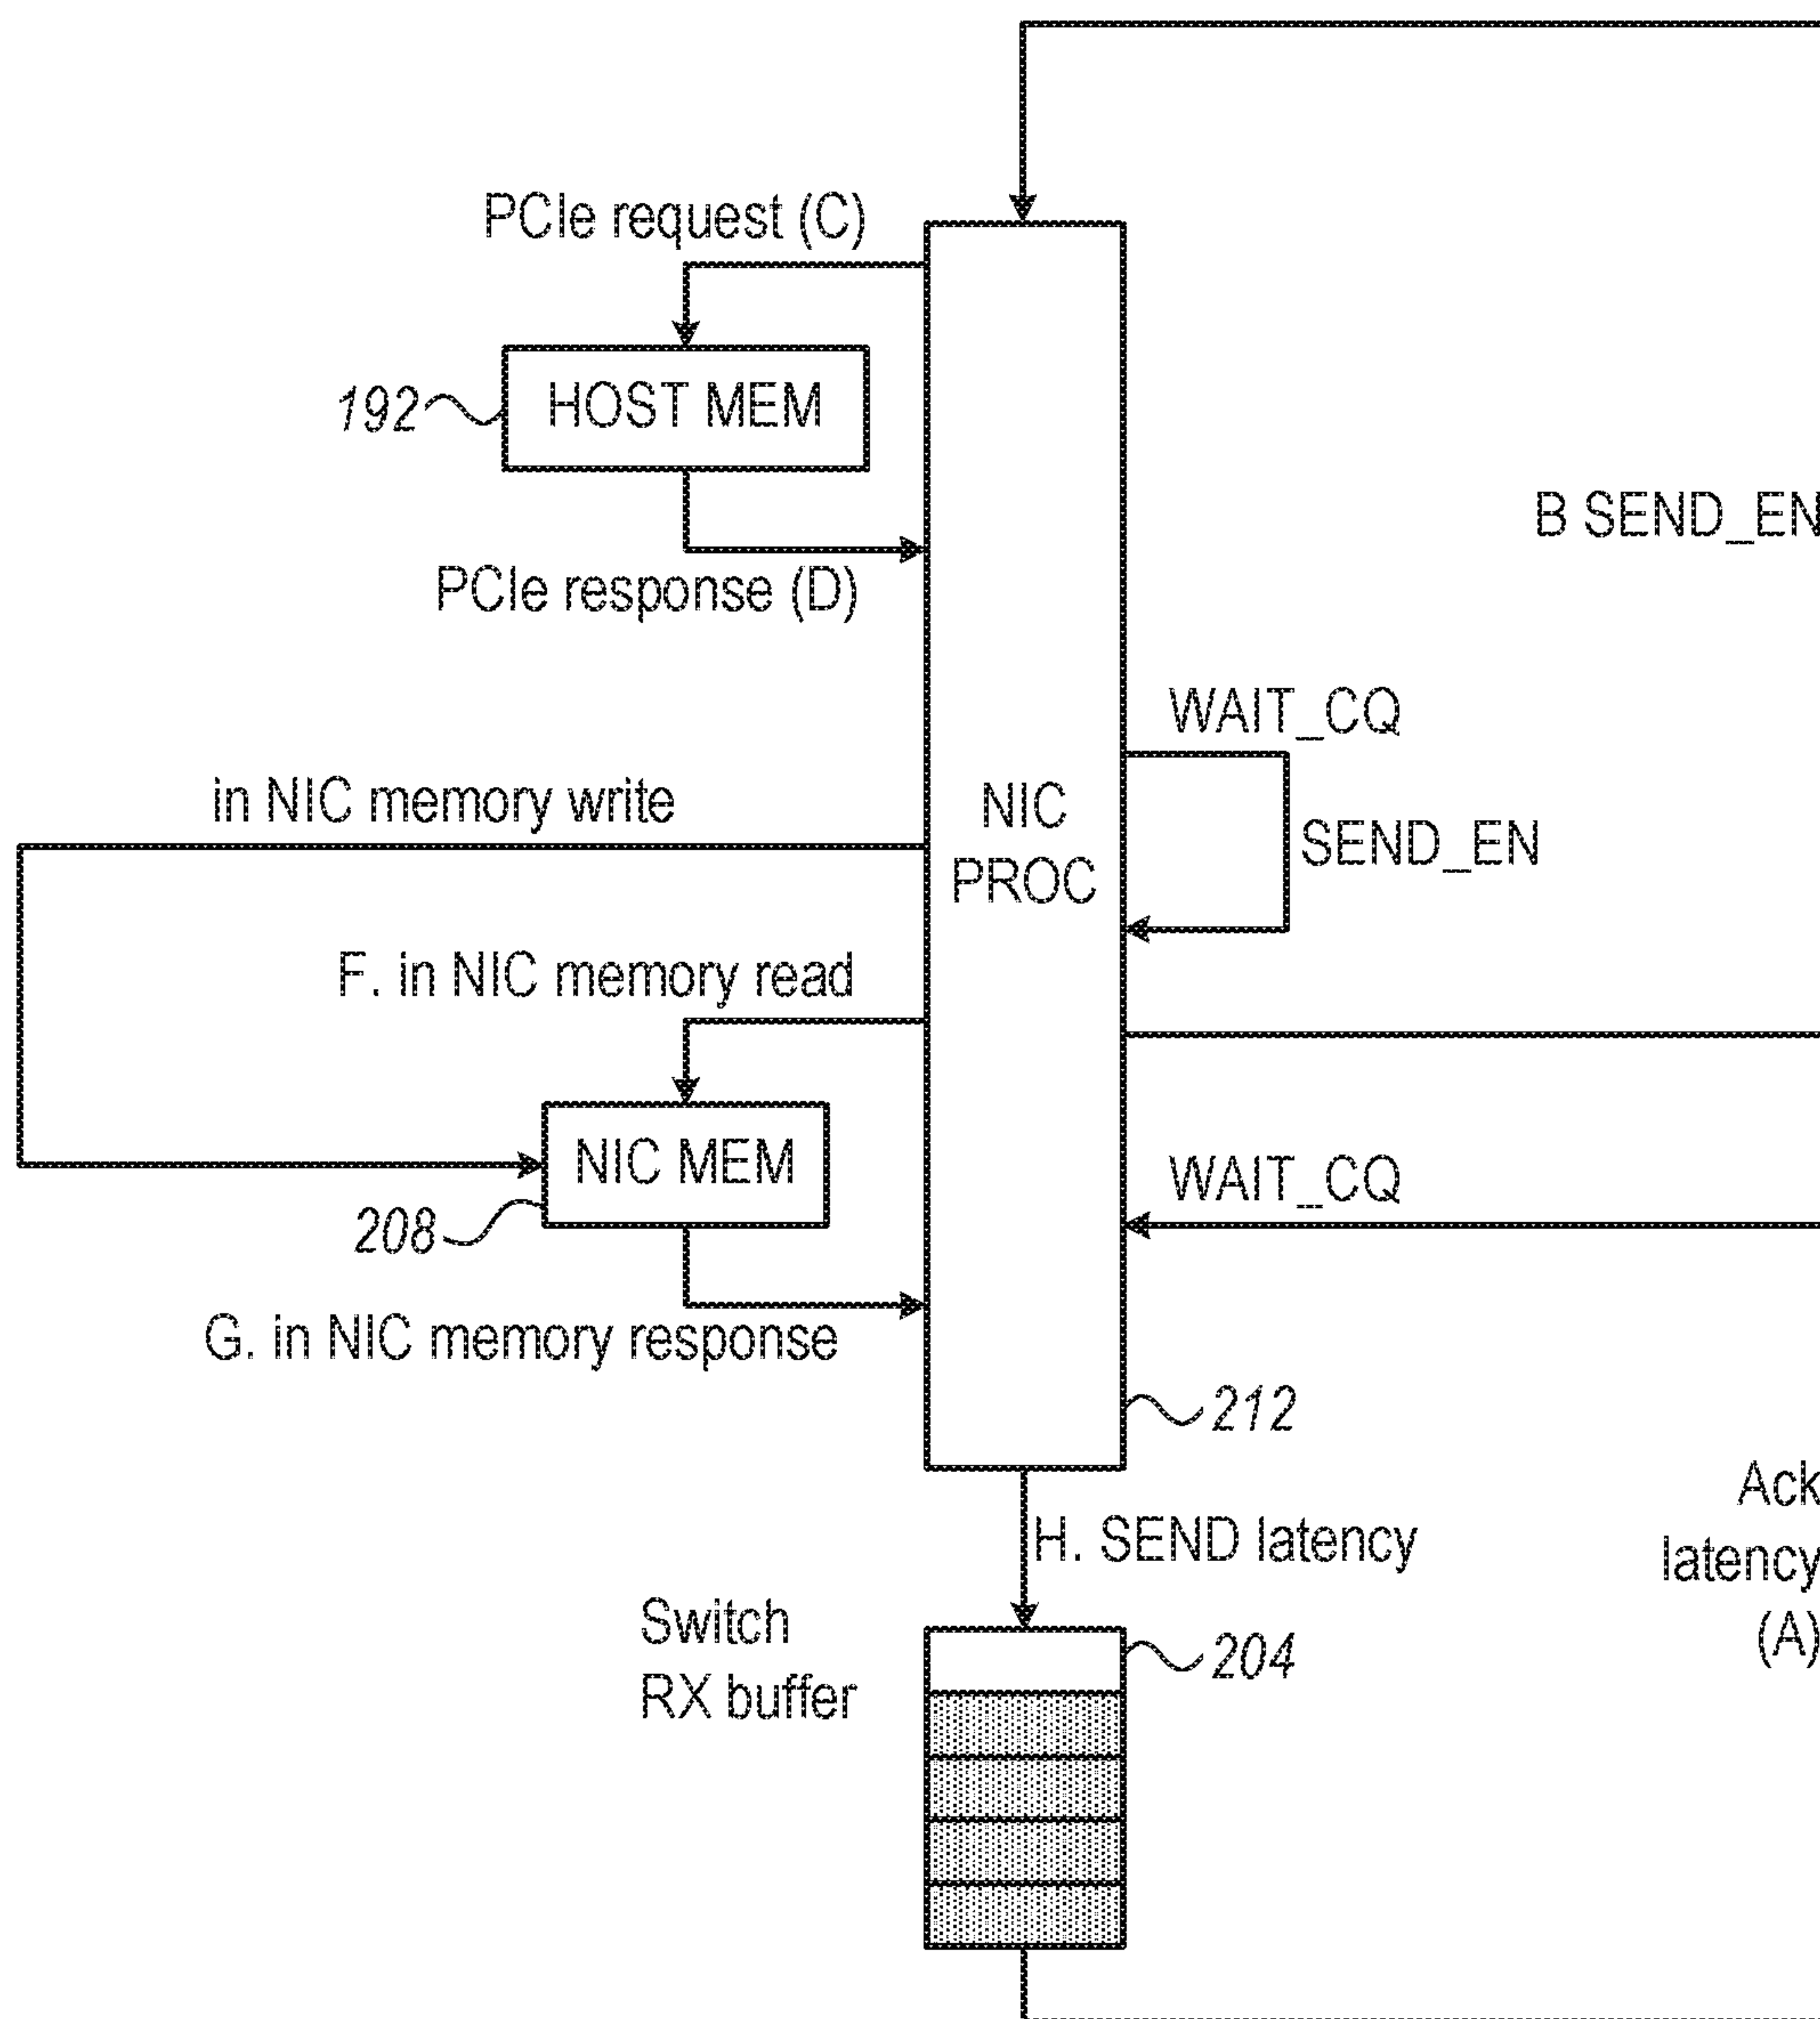 PCIe request (C)
192
HOST MEM
B SEND_EN
PCIe response (D)
WAIT_CQ
in NIC memory write
NIC
PROC
SEND_EN
F. in NIC memory read
NIC MEM
WAIT_CQ
208
G. in NIC memory response
212
Ack
latency
(A)
H. SEND latency
Switch
RX buffer
204